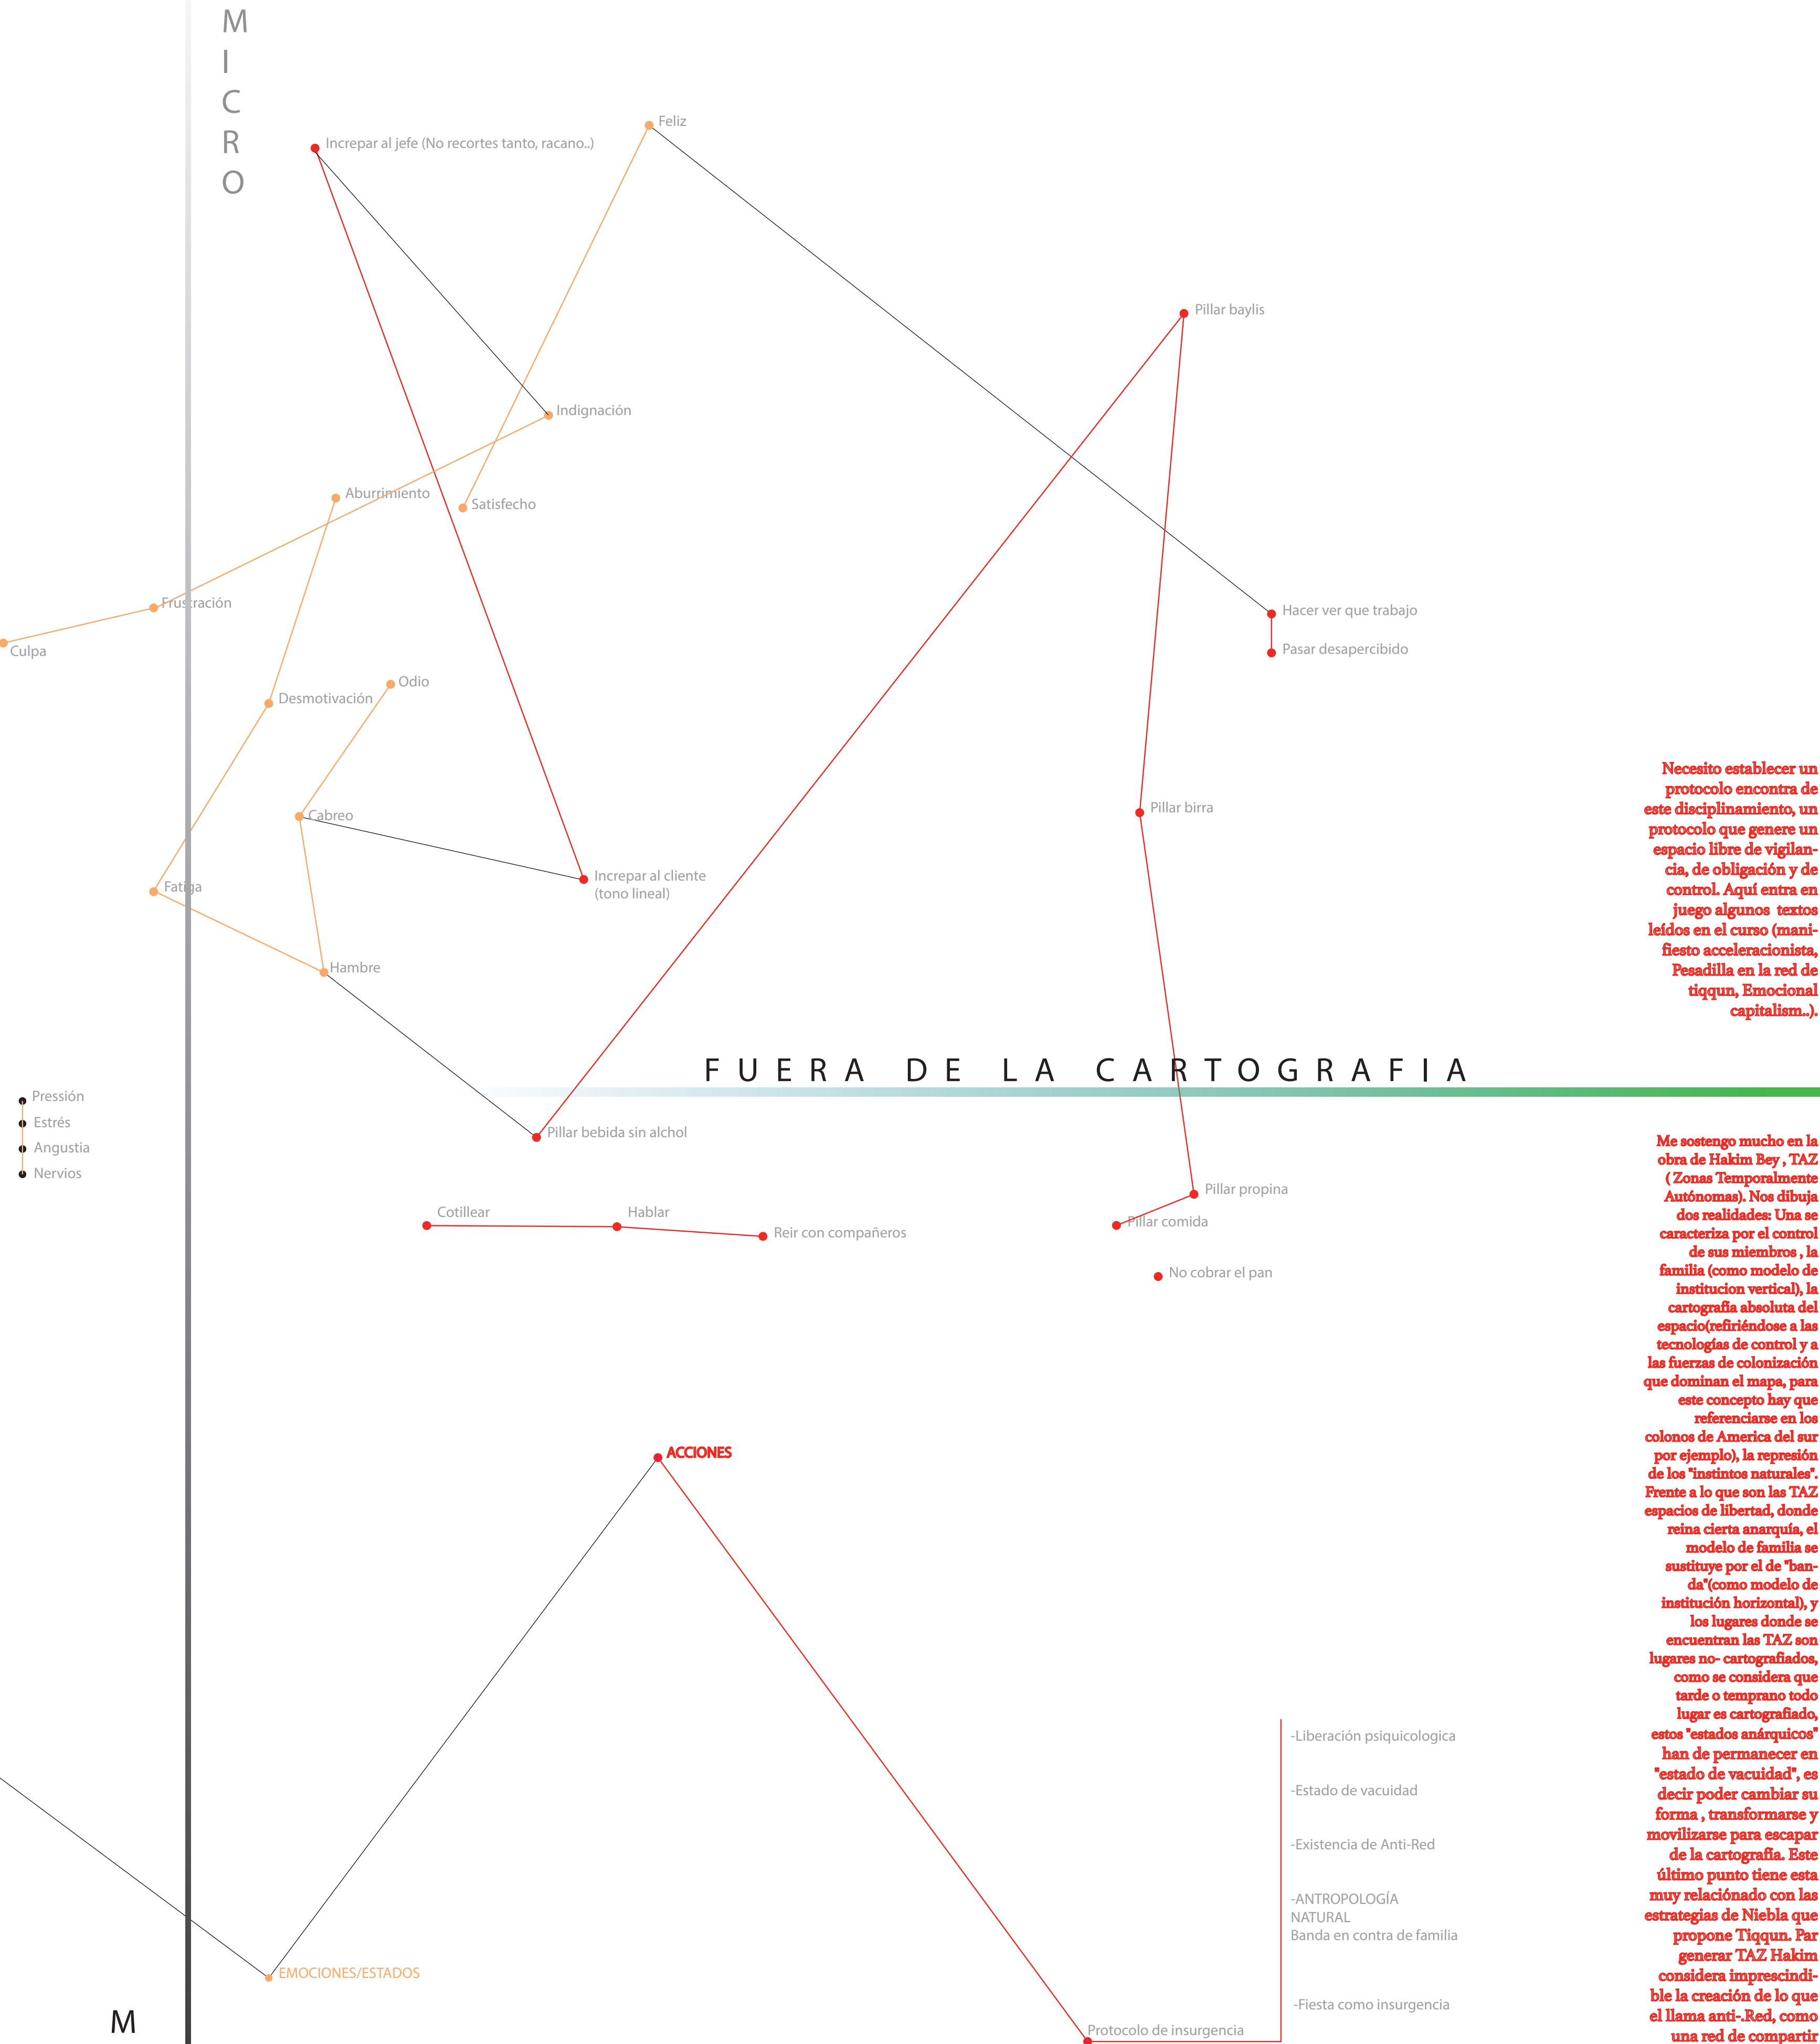 M
I
C
R
O
Feliz
Increpar al jefe (No recortes tanto, racano..)
Pillar baylis
Indignación
Aburrimiento
Satisfecho
Frustración
Culpa
Hacer ver que trabajo
Pasar desapercibido
Odio
Desmotivación
Pillar birra
Cabreo
Increpar al cliente
(tono lineal)
Fatiga
Hambre
Necesito establecer un
protocolo encontra de
este disciplinamiento, un
protocolo que genere un
espacio libre de vigilan-
cia, de obligación y de
control. Aquí entra en
juego algunos textos
leídos en el curso (mani-
fiesto acceleracionista,
Pesadilla en la red de
tiqqun, Emocional
capitalism..).
FUERA DE LA CARTOGRAFIA
Pressión
Estrés
Angustia
Nervios
Pillar bebida sin alchol
Pillar propina
Cotillear
Hablar
Reir con compañeros
Pillar comida
No cobrar el pan
Me sostengo mucho en la
obra de Hakim Bey , TAZ
( Zonas Temporalmente
Autónomas). Nos dibuja
dos realidades: Una se
caracteriza por el control
de sus miembros , la
familia (como modelo de
institucion vertical), la
cartografía absoluta del
espacio(refiriéndose a las
tecnologías de control y a
las fuerzas de colonización
que dominan el mapa, para
este concepto hay que
referenciarse en los
colonos de America del sur
por ejemplo), la represión
de los "instintos naturales".
Frente a lo que son las TAZ
espacios de libertad, donde
reina cierta anarquía, el
modelo de familia se
sustituye por el de "ban-
da"(como modelo de
institución horizontal), y
los lugares donde se
encuentran las TAZ son
lugares no- cartografiados,
como se considera que
tarde o temprano todo
lugar es cartografiado,
estos "estados anárquicos"
han de permanecer en
"estado de vacuidad", es
decir poder cambiar su
forma , transformarse y
movilizarse para escapar
de la cartografía. Este
último punto tiene esta
muy relaciónado con las
estrategias de Niebla que
propone Tiqqun. Par
generar TAZ Hakim
considera imprescindi-
ble la creación de lo que
el llama anti-.Red, como
una red de compartir
ACCIONES
-Liberación psiquicologica
-Estado de vacuidad
-Existencia de Anti-Red
-ANTROPOLOGÍA
NATURAL
Banda en contra de familia
-Fiesta como insurgencia
EMOCIONES/ESTADOS
Protocolo de insurgencia
M